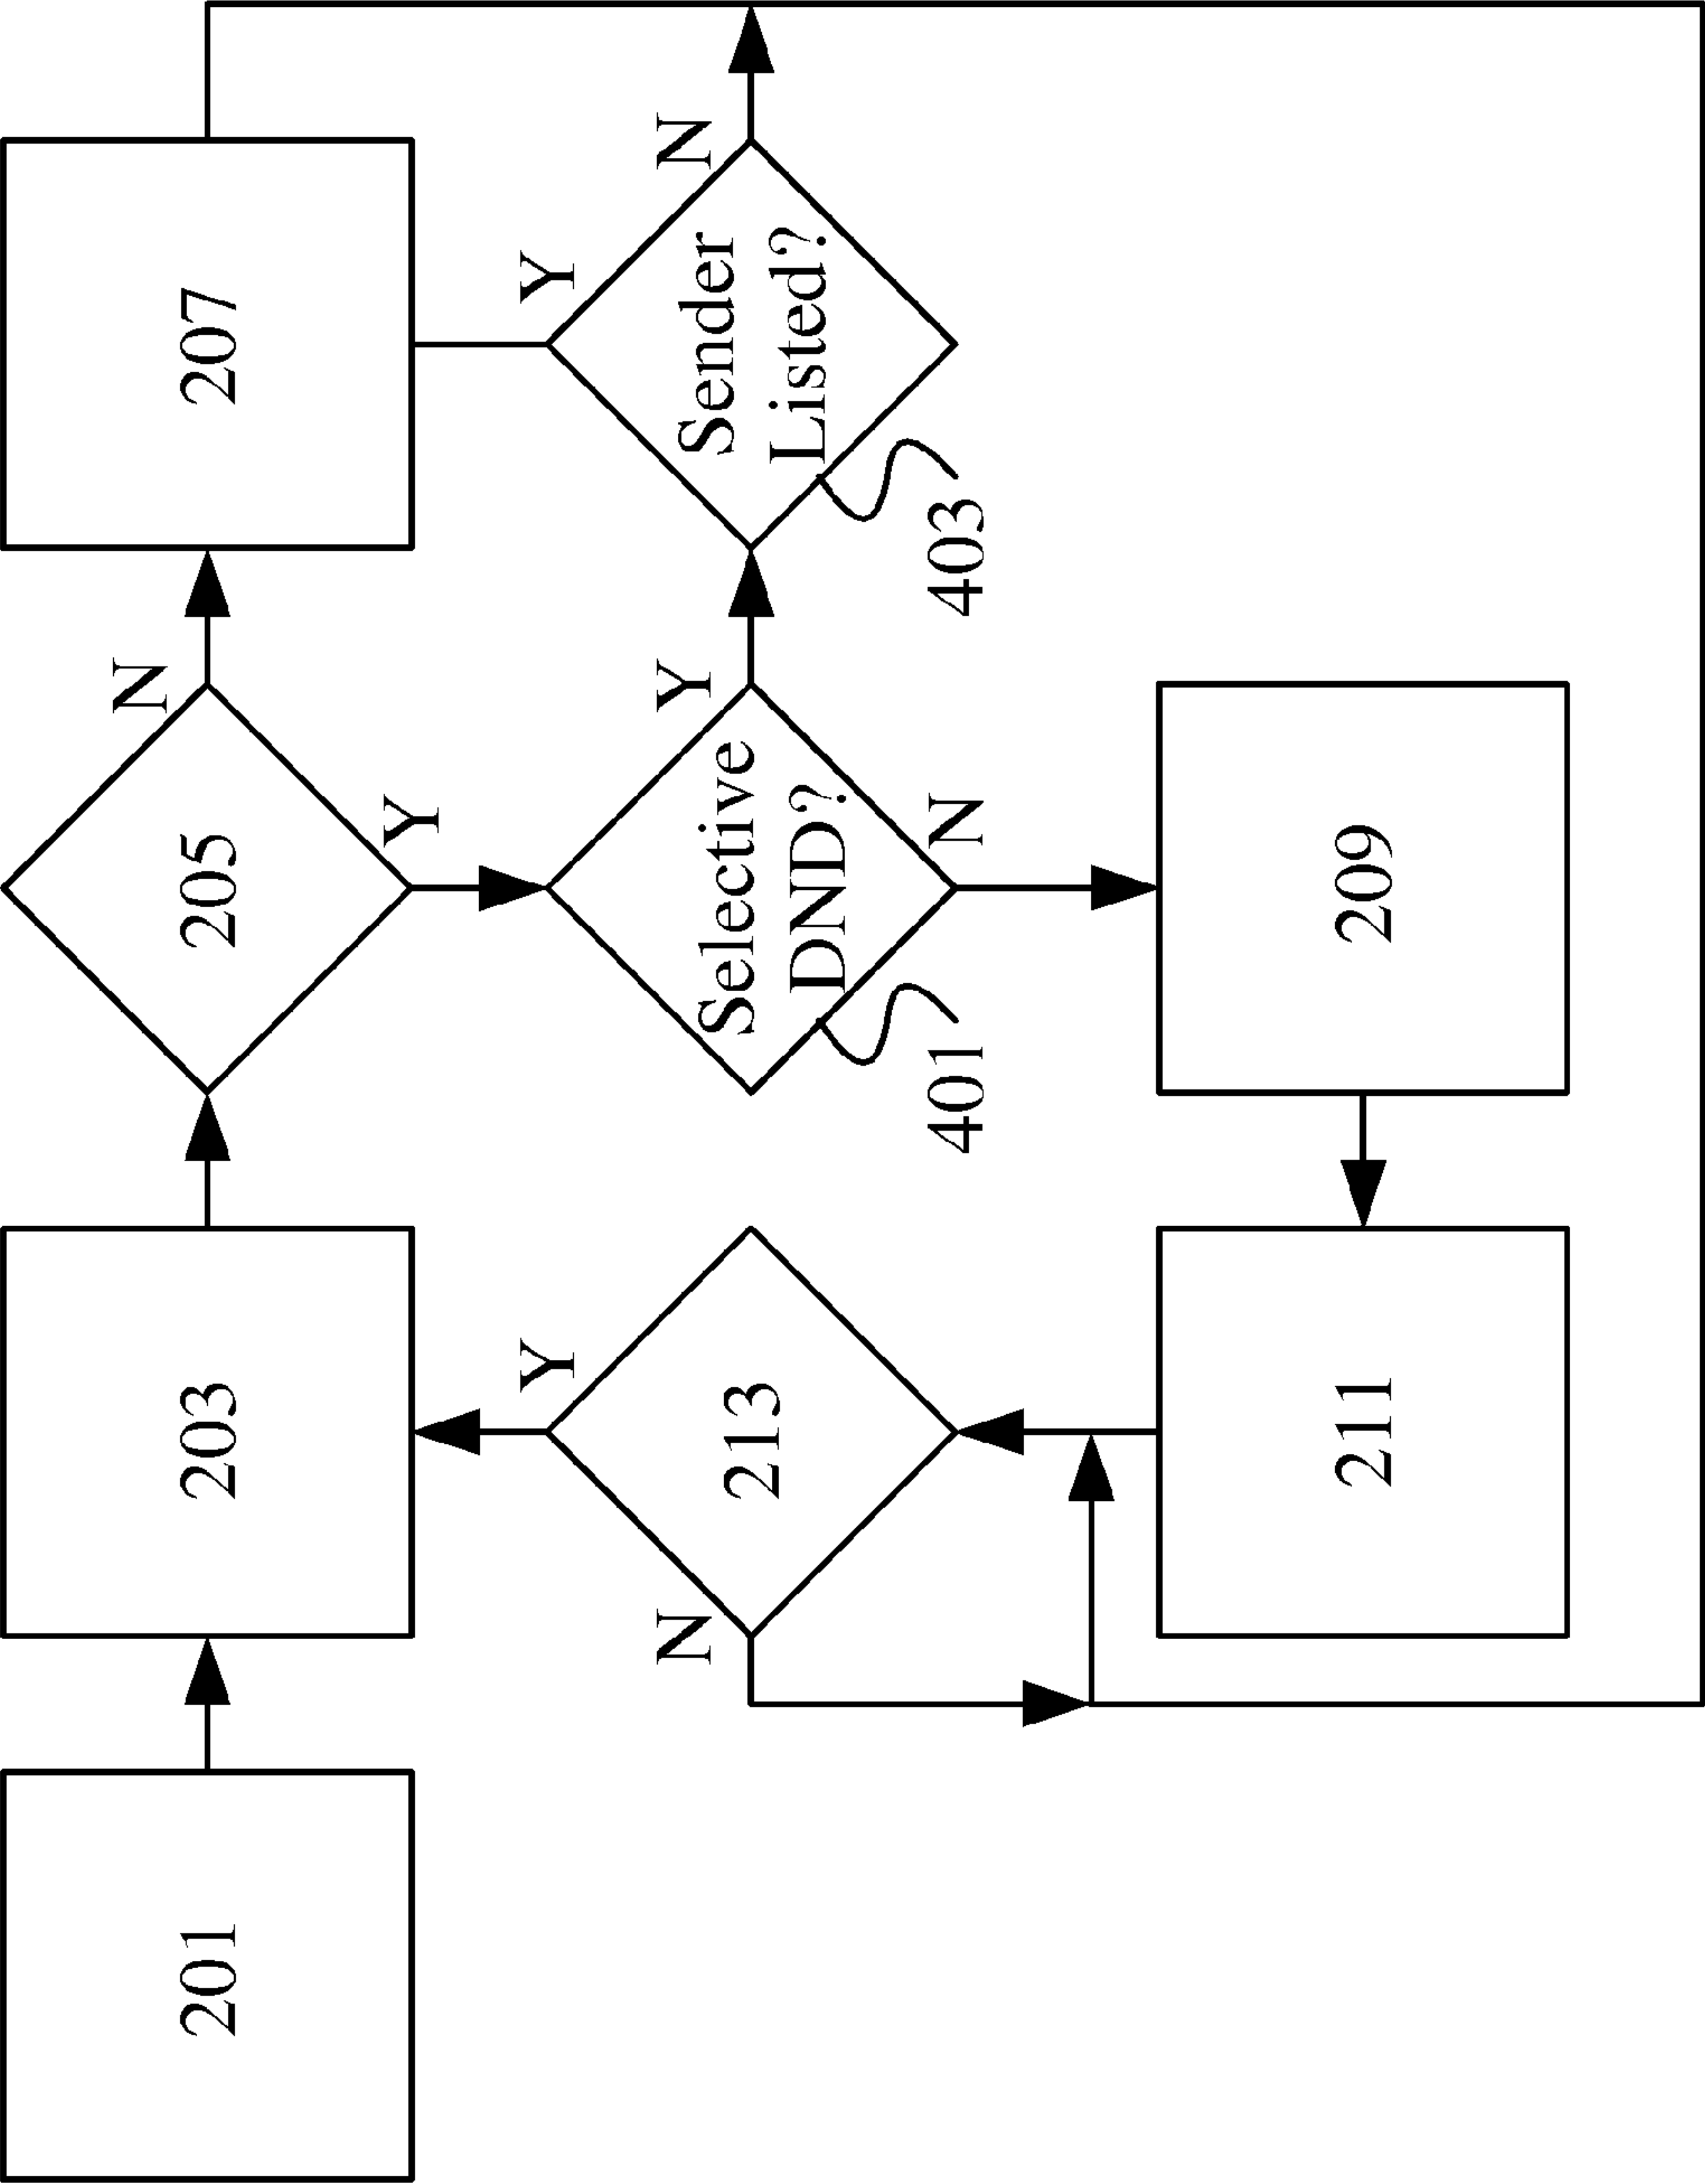 N
201
203
205
207
Y
Y
Y
N
Y
N
213
Selective
DND?
Sender
Listed?
401
N
403
211
209